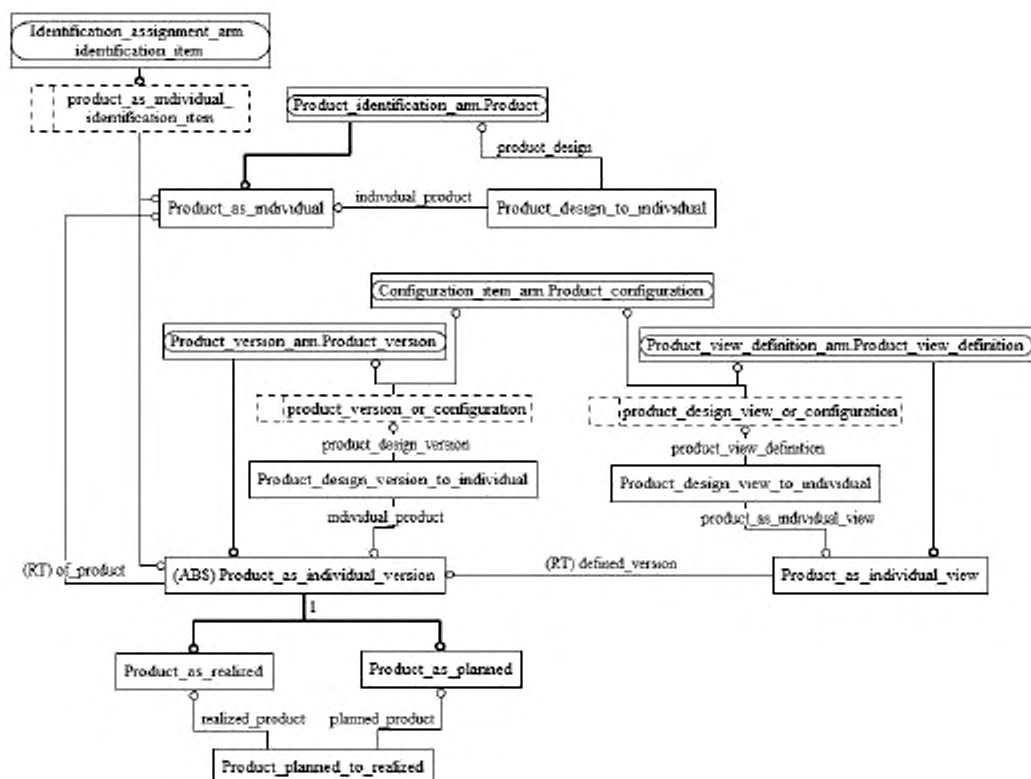 Identification_assignment_arm.
identification_item
product_as_individual_
identification_item
Product_identification_arm.Product
product_design
individual_product
Product_as_individual
Product_design_to_individual
Configuration_item_arm.Product_configuration
Product_version_arm.Product_version
Product_view_definition_arm.Product_view_definition
product_version_or_configuration
product_design_view_or_configuration
product_design_version
product_view_definition
Product_design_version_to_individual
Product_design_view_to_individual
individual_product
product_as_individual_view
(RT) of_product
(ABS) Product_as_individual_version
(RT) defined_version
Product_as_individual_view
1
Product_as_realized
Product_as_planned
realized_product
planned_product
Product_planned_to_realized